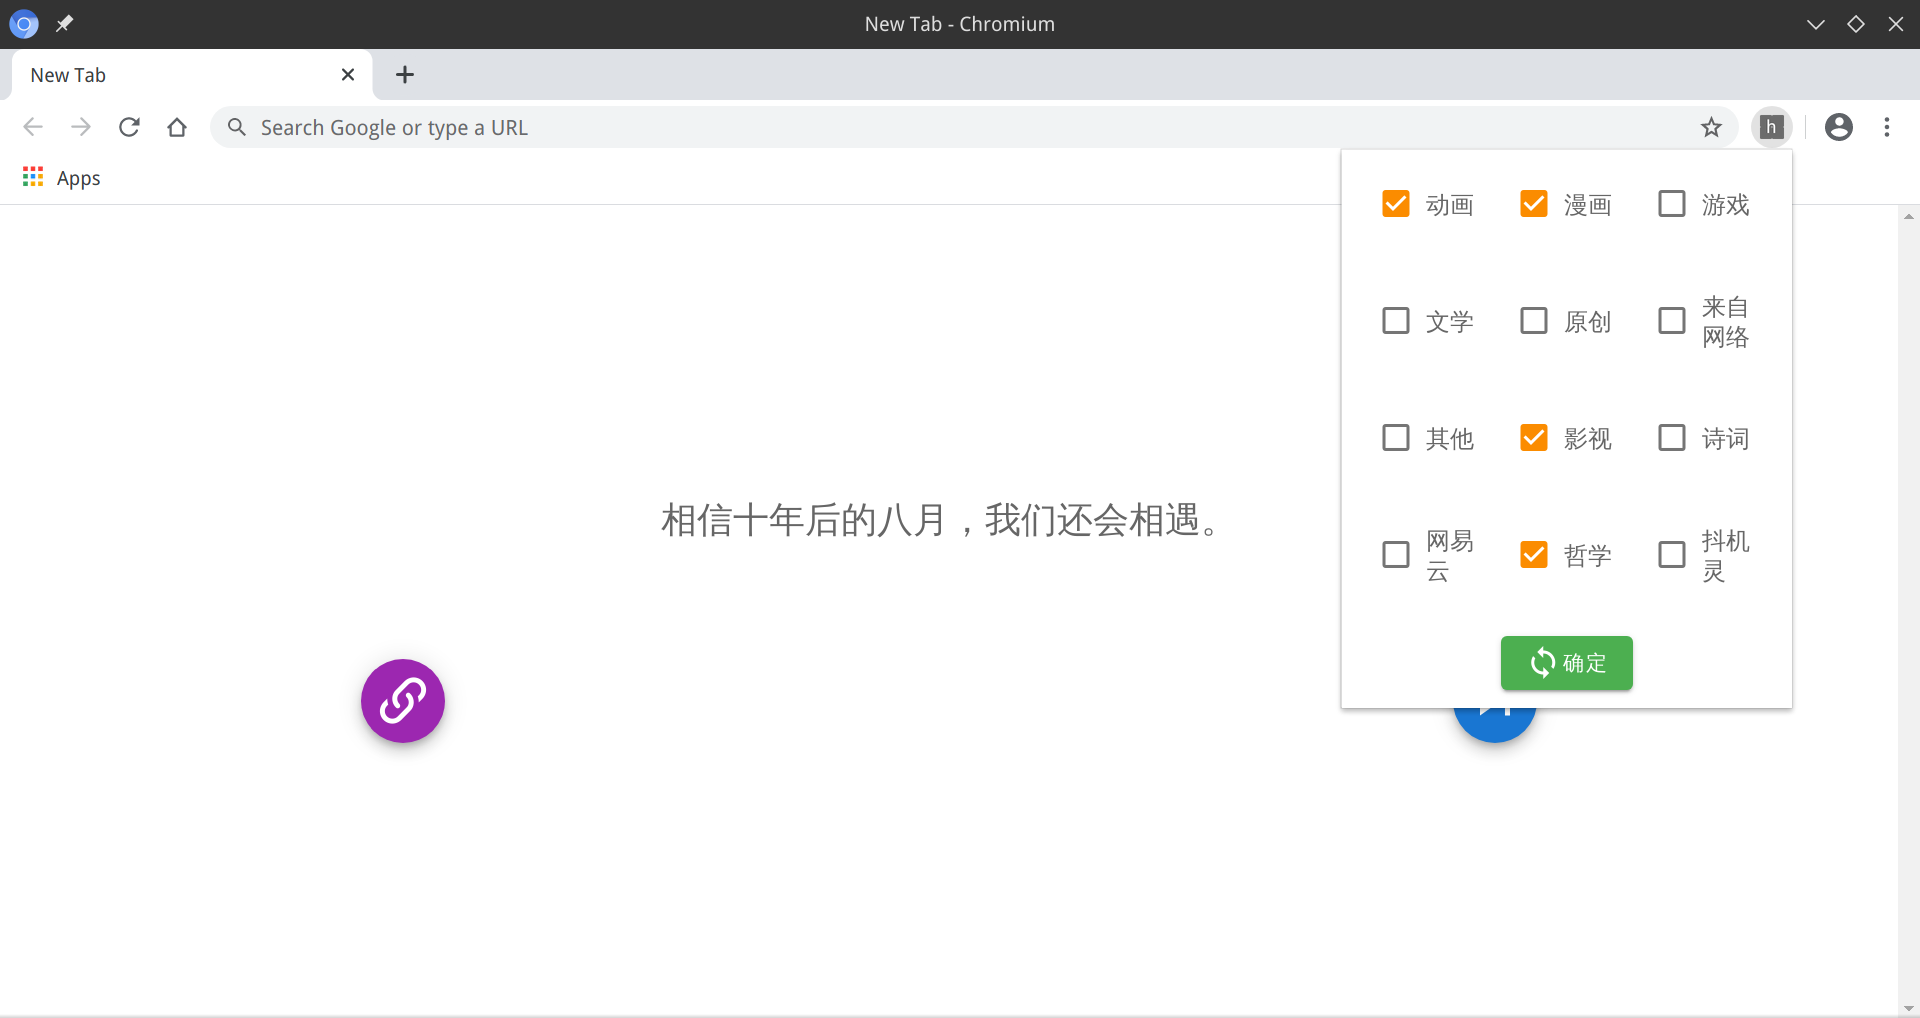 New Tab - Chromium
New Tab
Search Google or type a URL
h
Apps
动画 漫画 游戏
文学 原创 来自
网络
其他 影视 诗词
相信十年后的八月，我们还会相遇。
网易
云 哲学 抖机
灵
确定